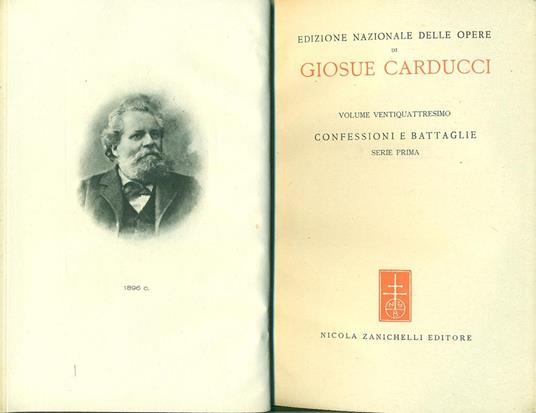 1896 c.
EDIZIONE NAZIONALE DELLE OPERE
DI
GIOSUE CARDUCCI
VOLUME VENTIQUATTRESIMO
CONFESSIONI E BATTAGLIE
SERIE PRIMA
NICOLA ZANICHELLI EDITORE